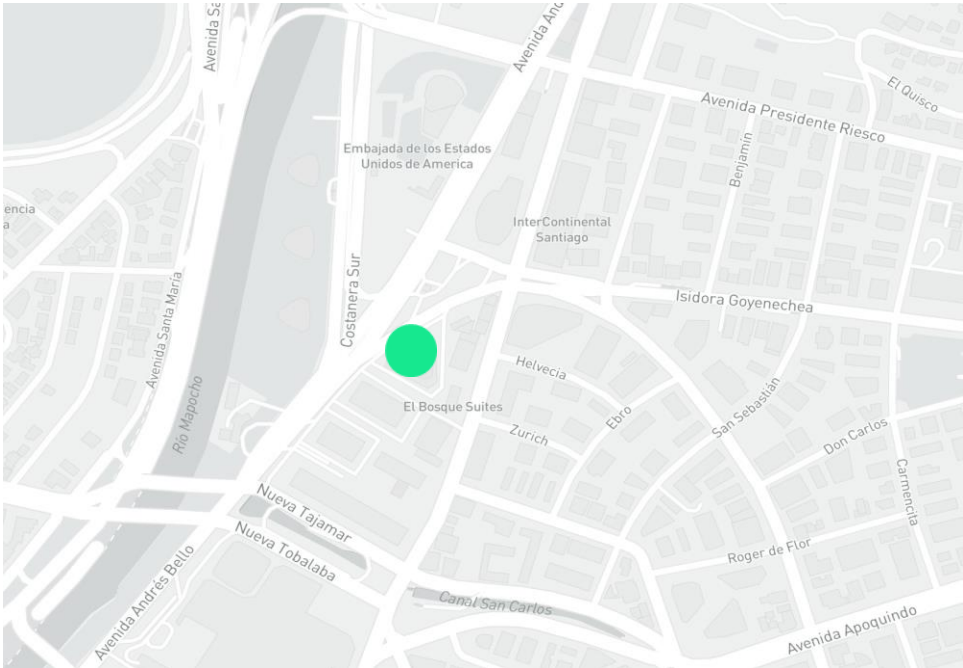 Avenida Sa
Avenida And
Avenida Presidente Riesco
El Quisco
Embajada de los Estados
Unidos de America
Benjamín
encia
a
InterContinental
Santiago
Avenida Santa María
Costanera Sur
Isidora Goyenechea
Río Mapocho
Helvecia
El Bosque Suites
Ebro
San Sebastián
Zurich
Don Carlos
Carmencita
Nueva Tajamar
Nueva Tobalaba
Roger de Flor
Avenida Andrés Bello
Canal San Carlos
Avenida Apoquindo